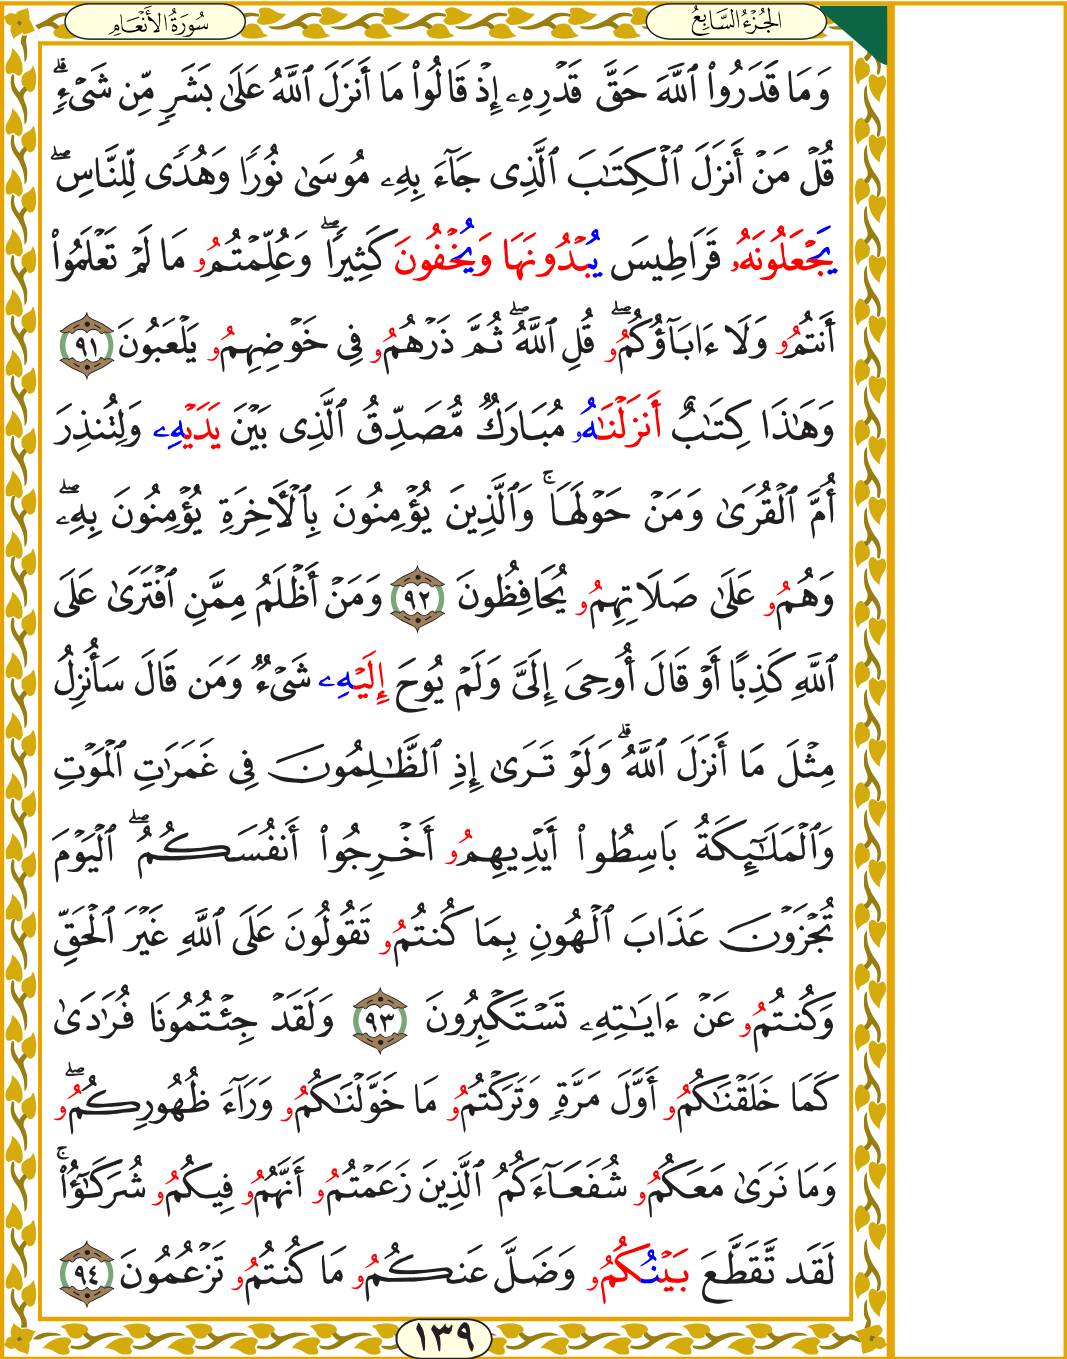 الجُزْءُ السَّابِعُ
سُورَةُ الأَنْعَامِ
وَمَا قَدَرُواْ ٱللَّهَ حَقَّ قَدْرِهِۦ إِذْ قَالُواْ مَا أَنزَلَ ٱللَّهُ عَلَىٰ بَشَرٍ مِّن شَىْءٍ ۗ
قُلْ مَنْ أَنزَلَ ٱلْكِتَـٰبَ ٱلَّذِى جَآءَ بِهِۦ مُوسَىٰ نُورًا وَهُدًى لِّلنَّاسِ ۖ
يَجْعَلُونَهُۥ قَرَاطِيسَ يُبْدُونَهَا وَيُخْفُونَ كَثِيرًا ۖ وَعُلِّمْتُمُۥ مَا لَمْ تَعْلَمُواْ
أَنتُمُۥ وَلَا ءَابَآؤُكُمُۥ ۖ قُلِ ٱللَّهُ ۖ ثُمَّ ذَرْهُمُۥ فِى خَوْضِهِمُۥ يَلْعَبُونَ ٩١
وَهَـٰذَا كِتَـٰبٌ أَنزَلْنَـٰهُۥ مُبَارَكٌ مُّصَدِّقُ ٱلَّذِى بَيْنَ يَدَيْهِۦ وَلِتُنذِرَ
أُمَّ ٱلْقُرَىٰ وَمَنْ حَوْلَهَا ۚ وَٱلَّذِينَ يُؤْمِنُونَ بِٱلْـَٔاخِرَةِ يُؤْمِنُونَ بِهِۦ ۖ
وَهُمُۥ عَلَىٰ صَلَاتِهِمُۥ يُحَافِظُونَ ٩٢ وَمَنْ أَظْلَمُ مِمَّنِ ٱفْتَرَىٰ عَلَى
ٱللَّهِ كَذِبًا أَوْ قَالَ أُوحِىَ إِلَىَّ وَلَمْ يُوحَ إِلَيْهِۦ شَىْءٌ وَمَن قَالَ سَأُنزِلُ
مِثْلَ مَا أَنزَلَ ٱللَّهُ ۗ وَلَوْ تَرَىٰ إِذِ ٱلظَّـٰلِمُونَ فِى غَمَرَٰتِ ٱلْمَوْتِ
وَٱلْمَلَـٰٓئِكَةُ بَاسِطُواْ أَيْدِيهِمُۥ أَخْرِجُواْ أَنفُسَكُمُ ۖ ٱلْيَوْمَ
تُجْزَوْنَ عَذَابَ ٱلْهُونِ بِمَا كُنتُمُۥ تَقُولُونَ عَلَى ٱللَّهِ غَيْرَ ٱلْحَقِّ
وَكُنتُمُۥ عَنْ ءَايَـٰتِهِۦ تَسْتَكْبِرُونَ ٩٣ وَلَقَدْ جِئْتُمُونَا فُرَٰدَىٰ
كَمَا خَلَقْنَـٰكُمُۥ أَوَّلَ مَرَّةٍ وَتَرَكْتُمُۥ مَا خَوَّلْنَـٰكُمُۥ وَرَآءَ ظُهُورِكُمُۥ ۖ
وَمَا نَرَىٰ مَعَكُمُۥ شُفَعَآءَكُمُ ٱلَّذِينَ زَعَمْتُمُۥ أَنَّهُمُۥ فِيكُمُۥ شُرَكَـٰٓؤُاْ ۚ
لَقَد تَّقَطَّعَ بَيْنُكُمُۥ وَضَلَّ عَنكُمُۥ مَا كُنتُمُۥ تَزْعُمُونَ ٩٤
١٣٩